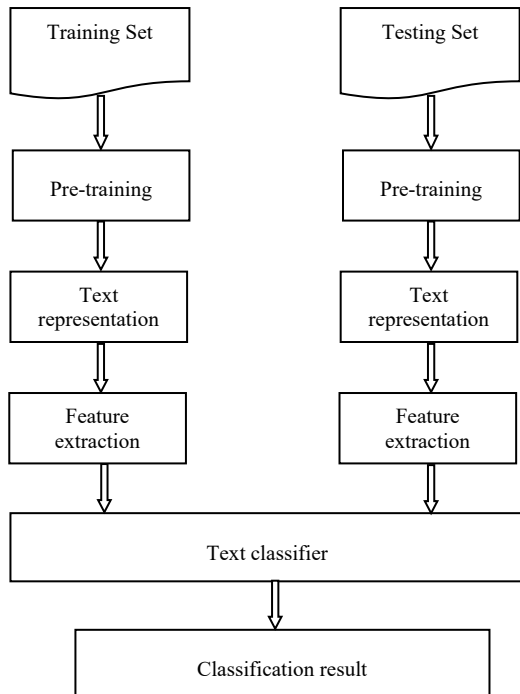 Training Set
Testing Set
Pre-training
Pre-training
Text
representation
Text
representation
Feature
extraction
Feature
extraction
Text classifier
Classification result